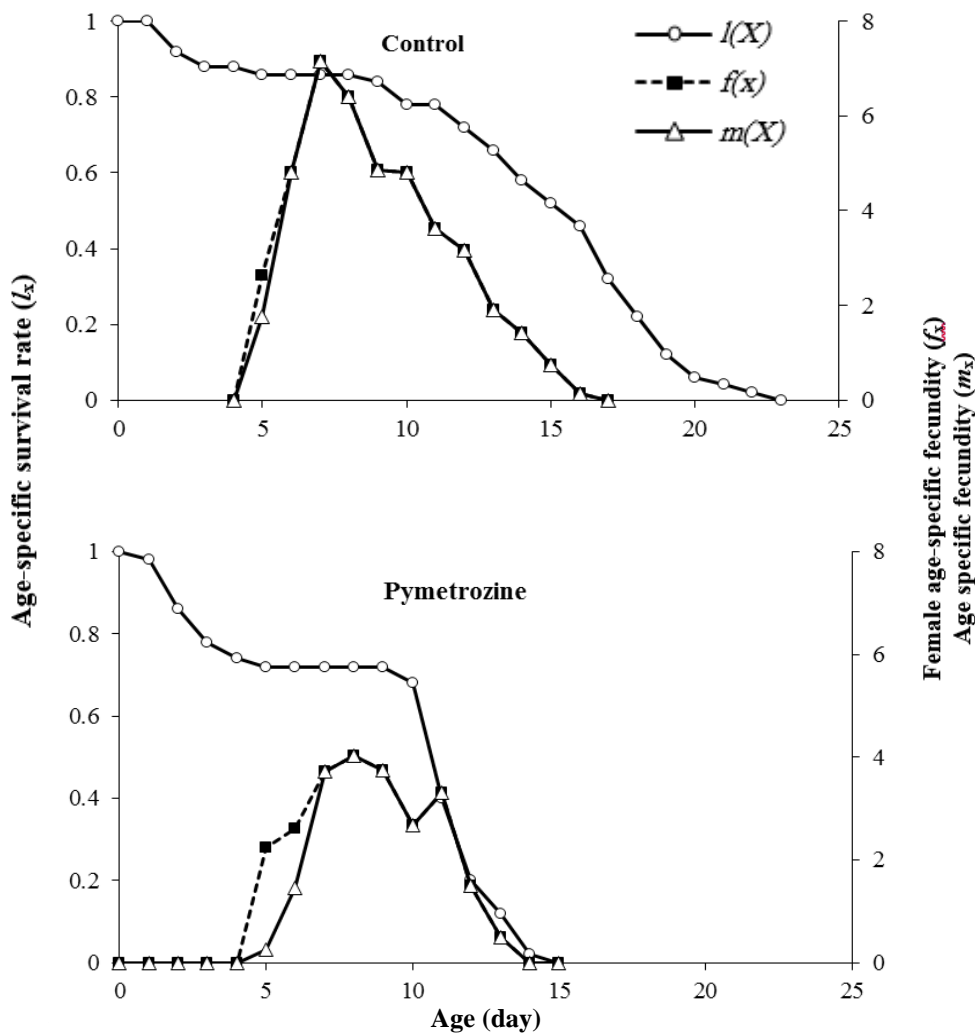 Control
l(X)
f(x)
m(X)
1
0.8
0.6
0.4
0.2
0
8
6
4
2
0
0 5 10 15 20 25
Age-specific survival rate (lx)
Female age-specific fecundity (fx)
Age specific fecundity (mx)
Pymetrozine
1
0.8
0.6
0.4
0.2
0
8
6
4
2
0
0 5 10 15 20 25
Age (day)